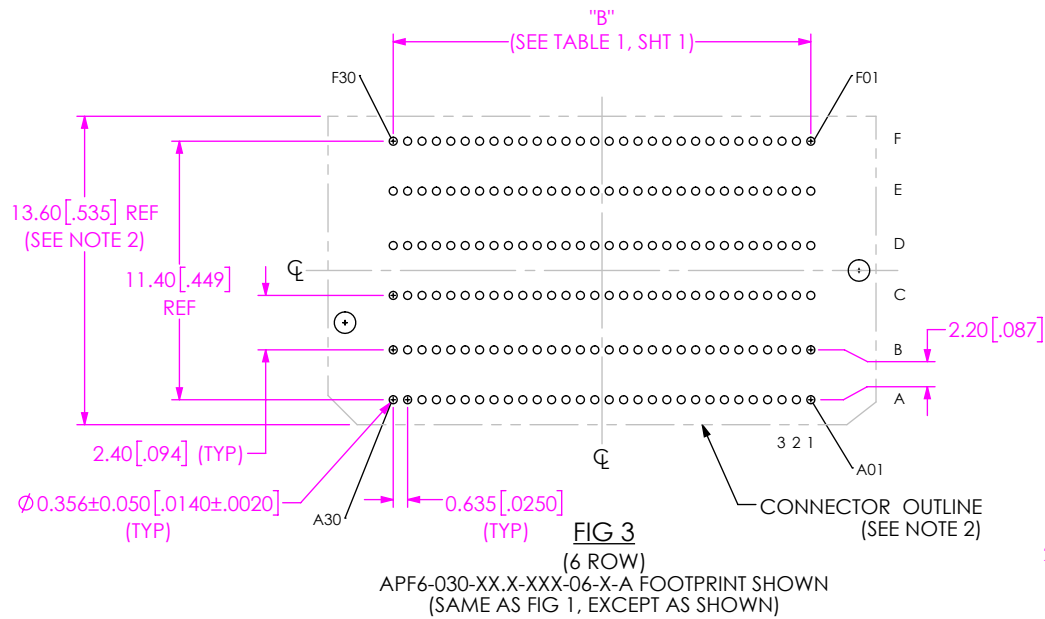 "B"
(SEE TABLE 1, SHT 1)
F30
F01
F
13.60[.535] REF
(SEE NOTE 2)
E
11.40[.449]
REF
D
C
L
C
2.20[.087]
B
A
2.40[.094] (TYP)
3 2 1
C
L
A01
Ø0.356±0.050[.0140±.0020]
(TYP)
A30
0.635[.0250]
(TYP)
CONNECTOR OUTLINE
(SEE NOTE 2)
FIG 3
(6 ROW)
APF6-030-XX.X-XXX-06-X-A FOOTPRINT SHOWN
(SAME AS FIG 1, EXCEPT AS SHOWN)